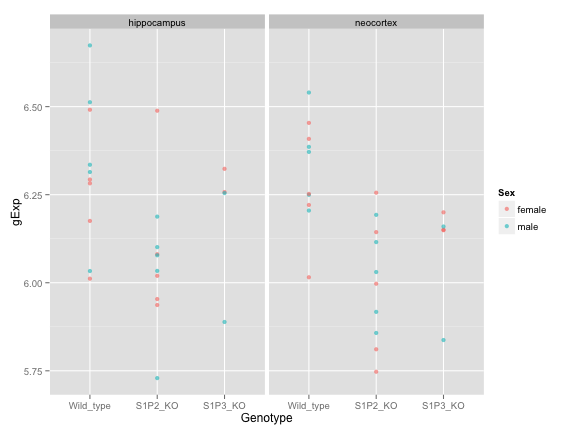 hippocampus neocortex
6.50
6.25
6.00
5.75
gExp
Wild_type S1P2_KO S1P3_KO Wild_type S1P2_KO S1P3_KO
Genotype
Sex
female
male